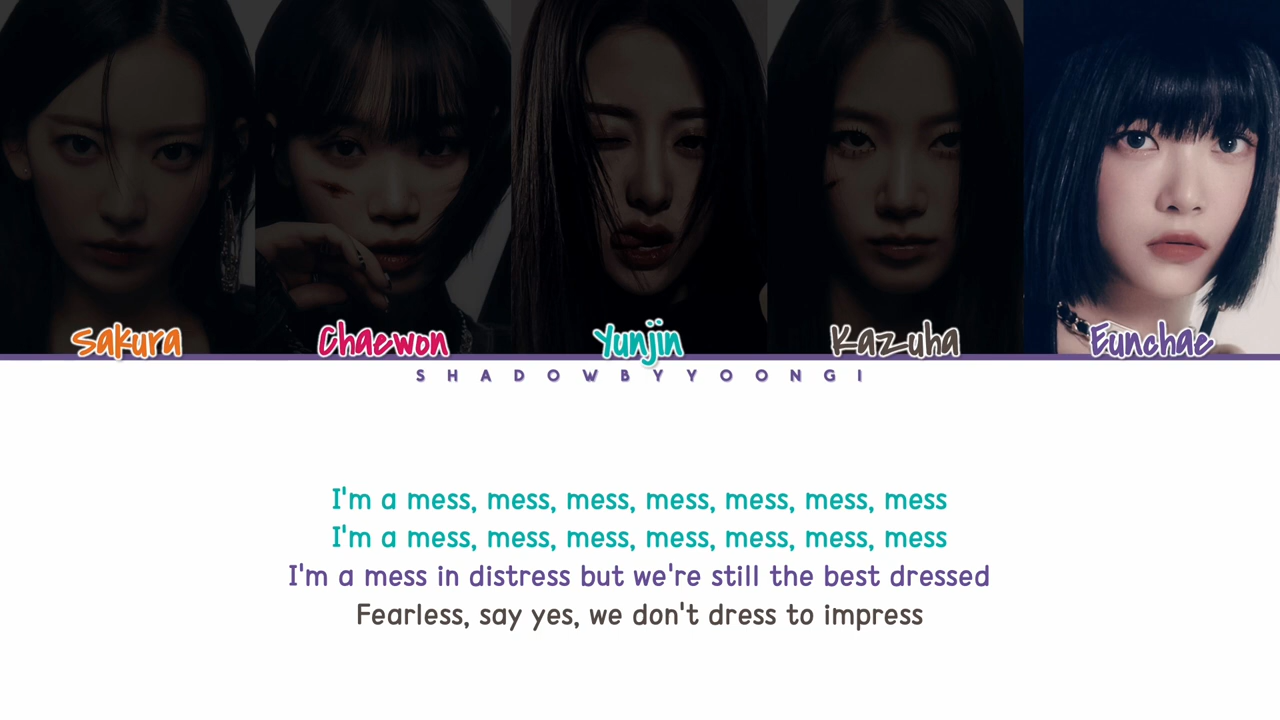 Sakura Chaewon Yunjin Kazuha Eunchae
SHADOWBYYOONGI
I'm a mess, mess, mess, mess, mess, mess, mess
I'm a mess, mess, mess, mess, mess, mess, mess
I'm a mess in distress but we're still the best dressed
Fearless, say yes, we don't dress to impress